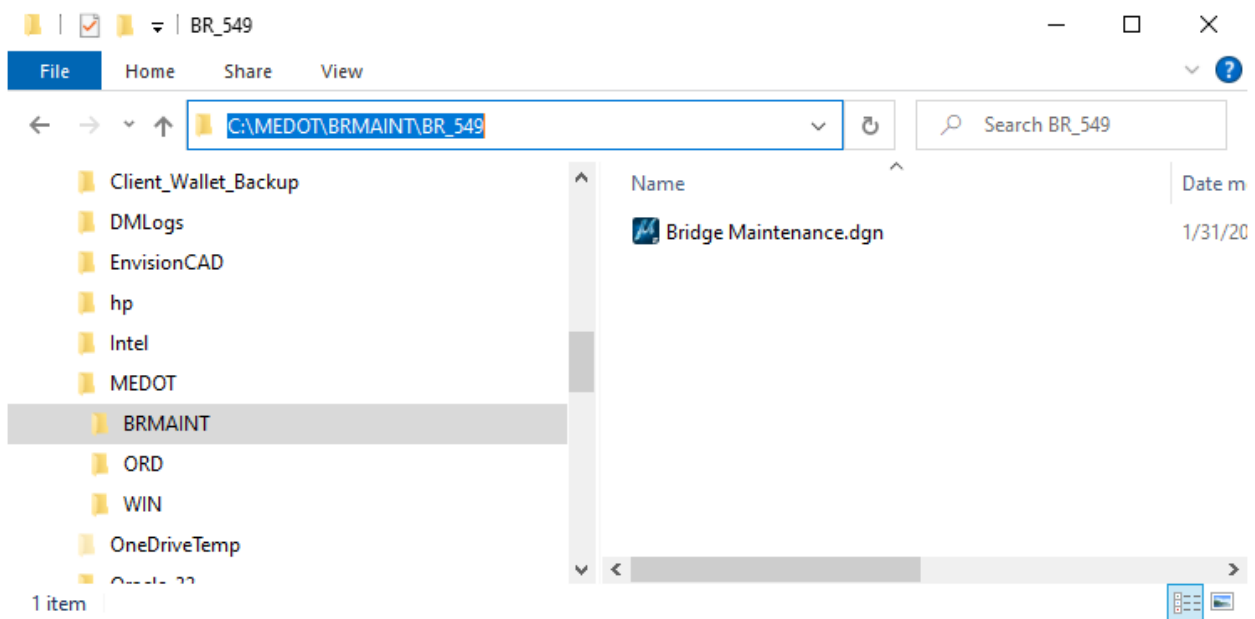 BR_549
File Home Share View
C:\MEDOT\BRMAINT\BR_549
Search BR_549
Client_Wallet_Backup
DMLogs
EnvisionCAD
hp
Intel
MEDOT
BRMAINT
ORD
WIN
OneDriveTemp
Name Date m
Bridge Maintenance.dgn 1/31/20
1 item